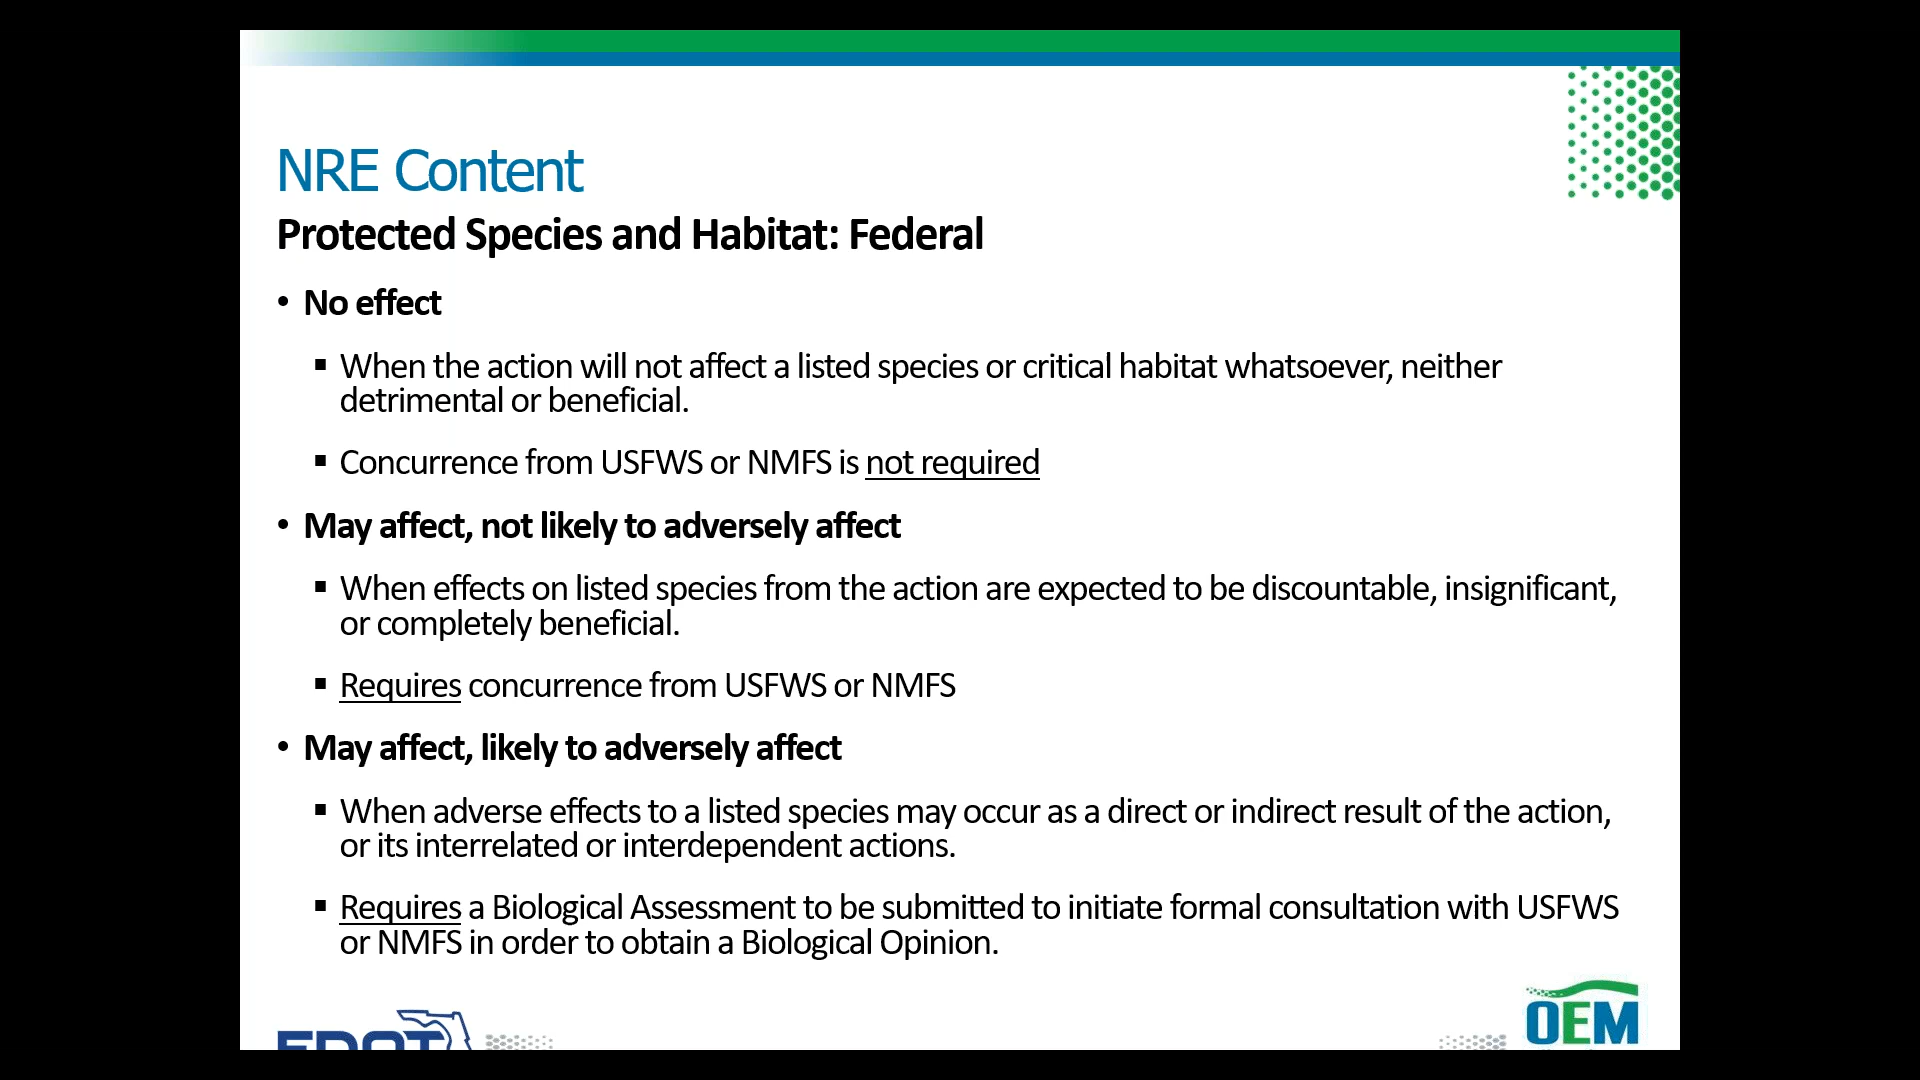 NRE Content
Protected Species and Habitat: Federal
• No effect
▪ When the action will not affect a listed species or critical habitat whatsoever, neither
detrimental or beneficial.
▪ Concurrence from USFWS or NMFS is not required
• May affect, not likely to adversely affect
▪ When effects on listed species from the action are expected to be discountable, insignificant,
or completely beneficial.
▪ Requires concurrence from USFWS or NMFS
• May affect, likely to adversely affect
▪ When adverse effects to a listed species may occur as a direct or indirect result of the action,
or its interrelated or interdependent actions.
▪ Requires a Biological Assessment to be submitted to initiate formal consultation with USFWS
or NMFS in order to obtain a Biological Opinion.
FDOT
OEM